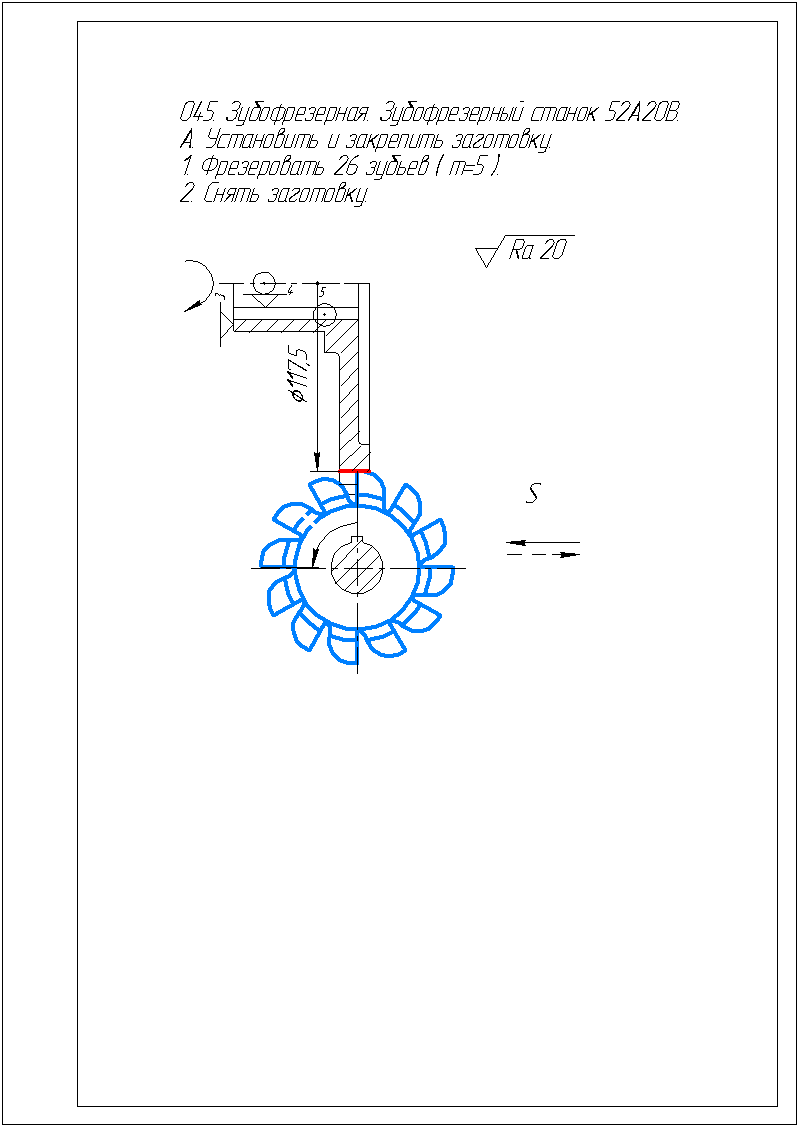 045. Зубофрезерная. Зубофрезерный станок 52А20В.
А. Установить и закрепить заготовку.
1. Фрезеровать 26 зубьев ( m=5 ).
2. Снять заготовку.
Ra 20
4
5
3
⌀117,5
S